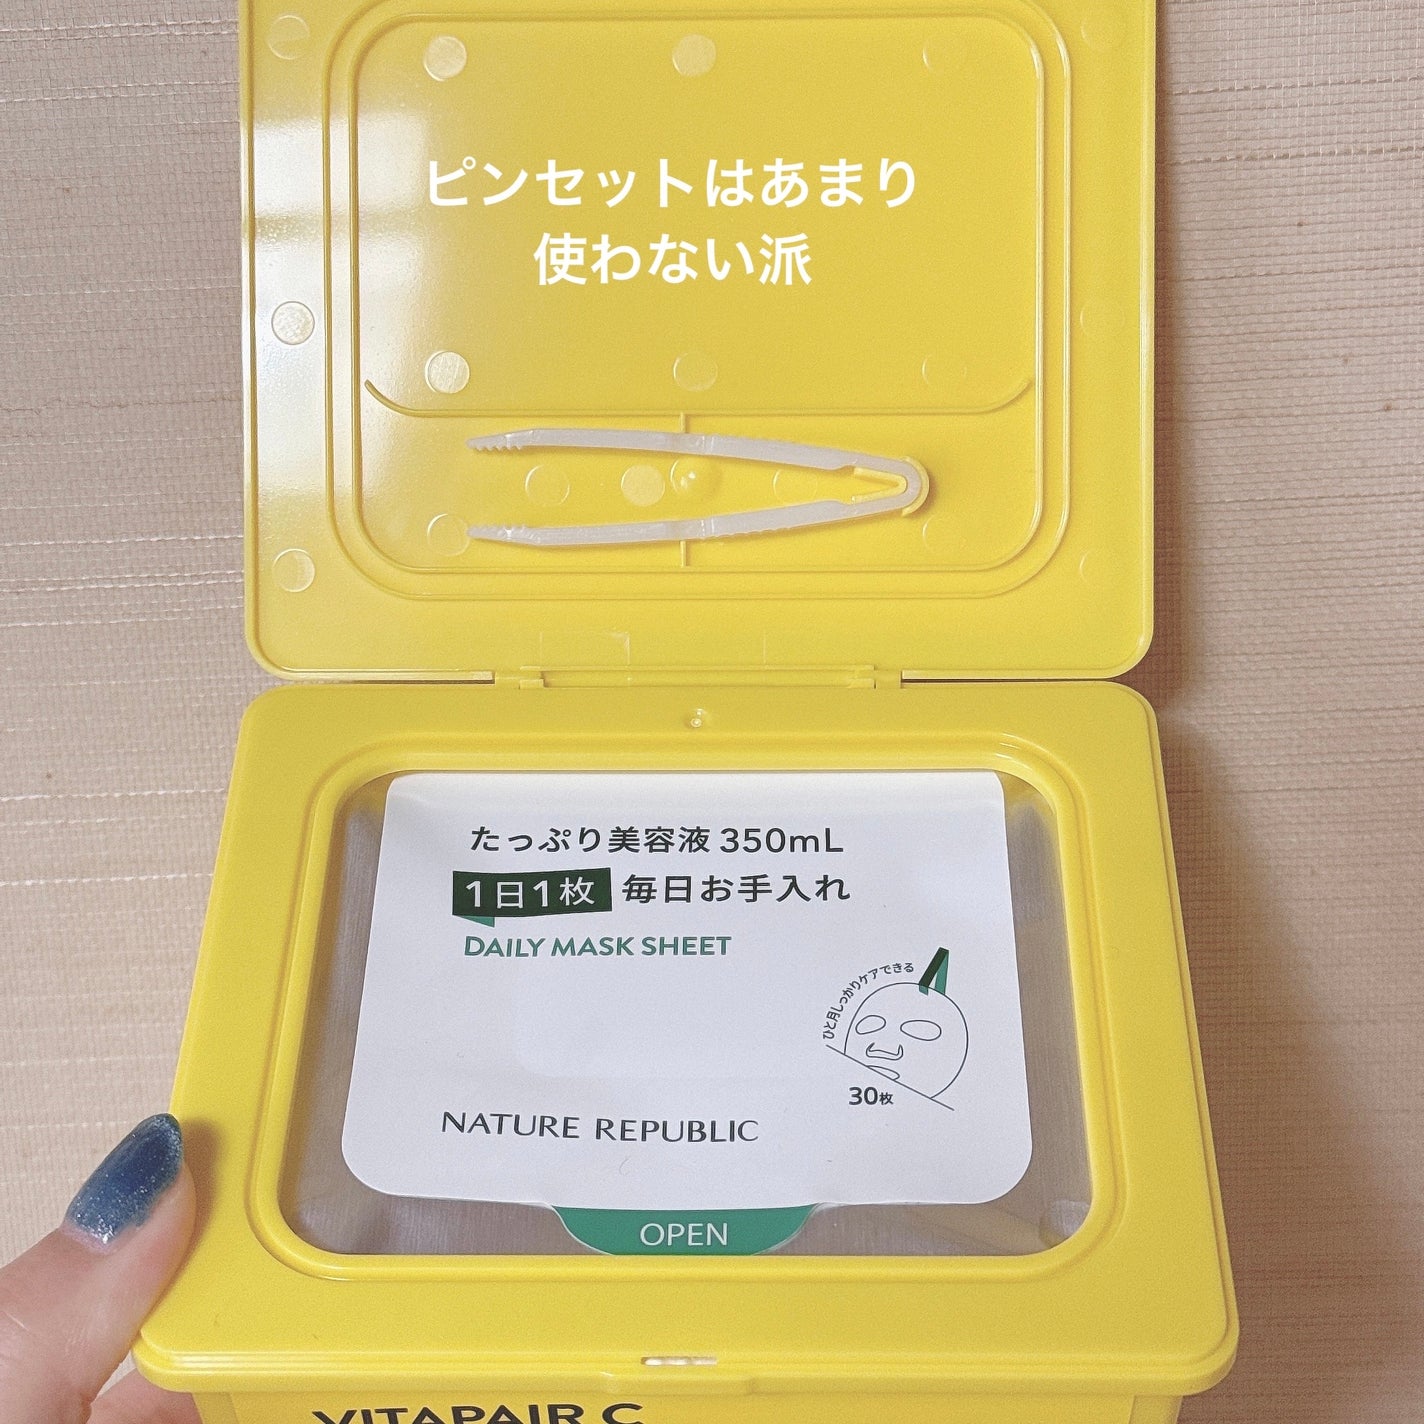 ピンセットはあまり
使わない派
たっぷり美容液 350mL
1日1枚 毎日お手入れ
DAILY MASK SHEET
ひと月しっかりケアできる
30枚
NATURE REPUBLIC
OPEN
VITAPAIR C